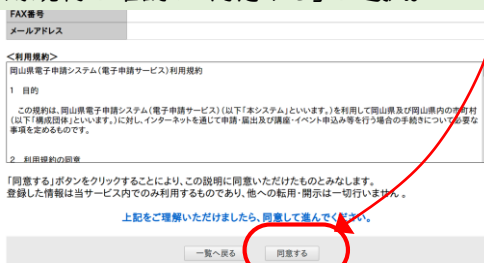 FAX番号
メールアドレス
<利用規約>
岡山県電子申請システム(電子申請サービス)利用規約
1 目的
この規約は、岡山県電子申請システム(電子申請サービス)(以下「本システム」といいます。)を利用して岡山県及び岡山県内の市町村
(以下「構成団体」といいます。)に対し、インターネットを通じて申請・届出及び講座・イベント申込み等を行う場合の手続きについて必要な
事項を定めるものです。
2 利用規約の同意
「同意する」ボタンをクリックすることにより、この説明に同意いただけたものとみなします。
登録した情報は当サービス内でのみ利用するものであり、他への転用・開示は一切行いません。
上記をご理解いただけましたら、同意して進んでください。
一覧へ戻る 同意する